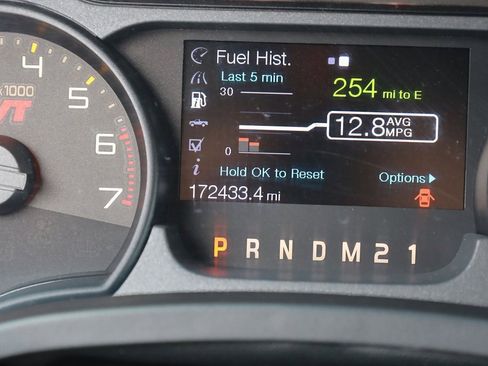 Fuel Hist.
Last 5 min
30
254 mi to E
12.8 AVG MPG
0
Hold OK to Reset
Options
172433.4 mi
P R N D M 2 1
4
5
x1000
6
7